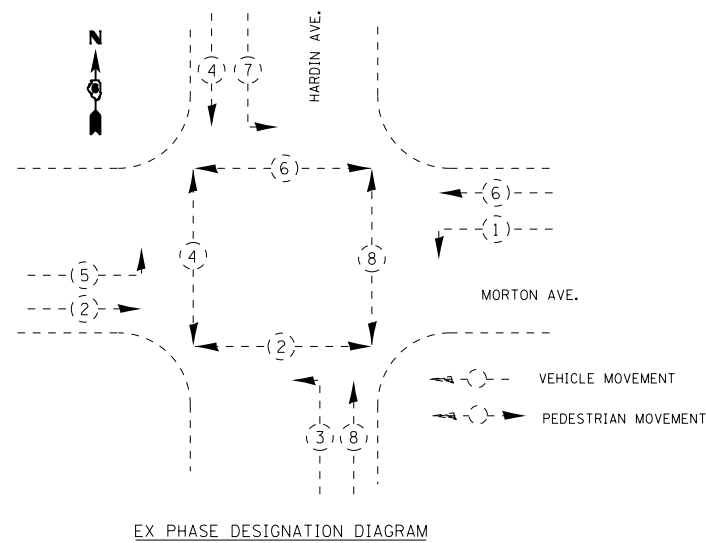 N
HARDIN AVE.
4
7
6
6
1
4
8
5
2
MORTON AVE.
2
VEHICLE MOVEMENT
PEDESTRIAN MOVEMENT
3
8
EX PHASE DESIGNATION DIAGRAM